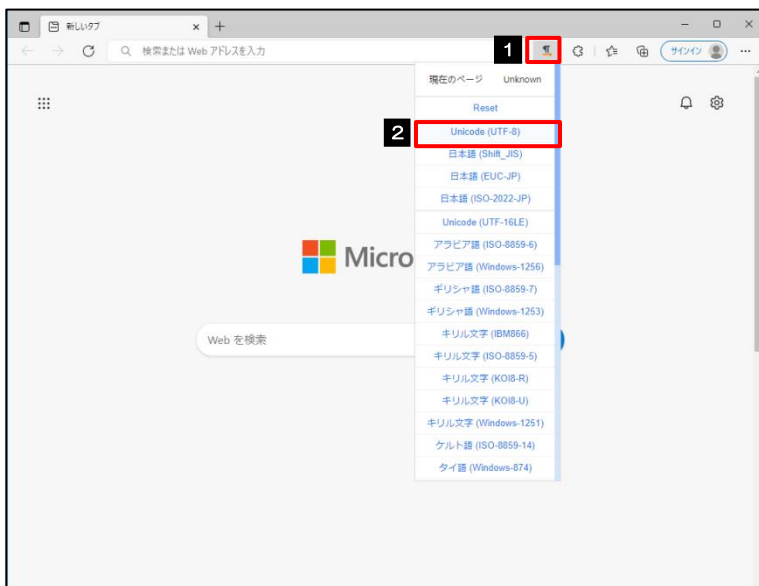 新しいタブ
検索または Web アドレスを入力
1
サインイン
現在のページ Unknown
Reset
2
Unicode (UTF-8)
日本語 (Shift_JIS)
日本語 (EUC-JP)
日本語 (ISO-2022-JP)
Unicode (UTF-16LE)
アラビア語 (ISO-8859-6)
Micro
アラビア語 (Windows-1256)
ギリシャ語 (ISO-8859-7)
ギリシャ語 (Windows-1253)
Web を検索
キリル文字 (IBM866)
キリル文字 (ISO-8859-5)
キリル文字 (KOI8-R)
キリル文字 (KOI8-U)
キリル文字 (Windows-1251)
ケルト語 (ISO-8859-14)
タイ語 (Windows-874)